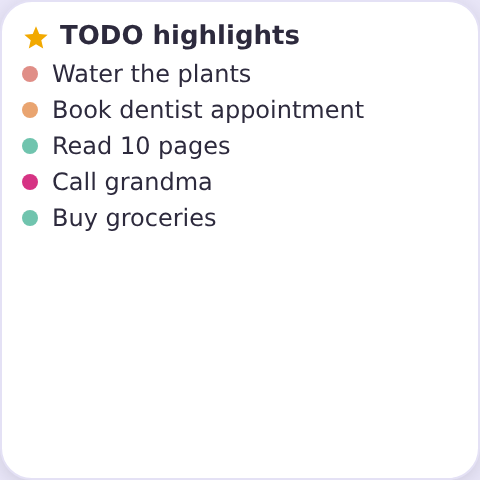 TODO highlights
Water the plants
Book dentist appointment
Read 10 pages
Call grandma
Buy groceries